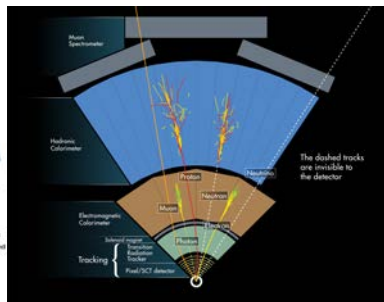 Muon
Spectrometer
Hadronic
Calorimeter
Proton
Neutrino
The dashed tracks
are invisible to
the detector
Muon
Neutron
Electromagnetic
Calorimeter
Electron
Solenoid magnet
Photon
Tracking
Transition
Radiation
Tracker
Pixel/SCT detector